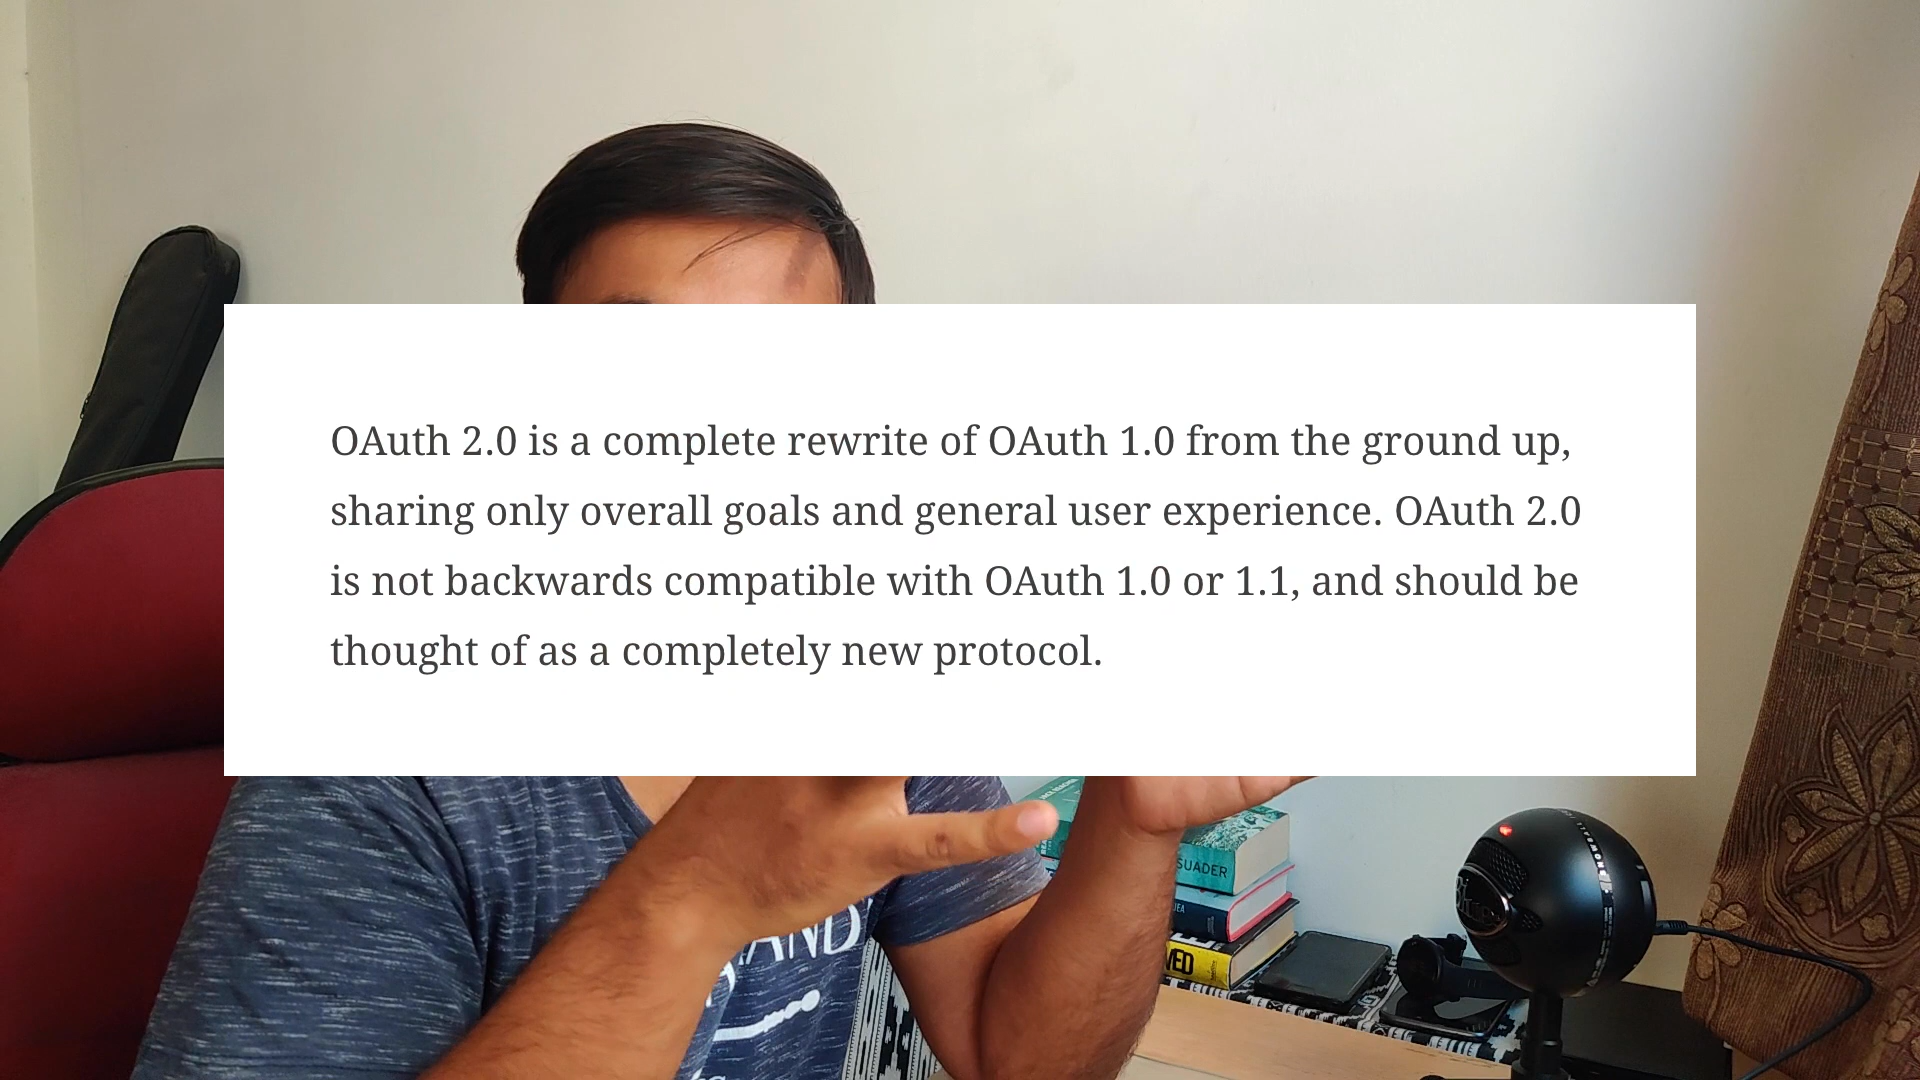 OAuth 2.0 is a complete rewrite of OAuth 1.0 from the ground up,
sharing only overall goals and general user experience. OAuth 2.0
is not backwards compatible with OAuth 1.0 or 1.1, and should be
thought of as a completely new protocol.
SUADER
AND